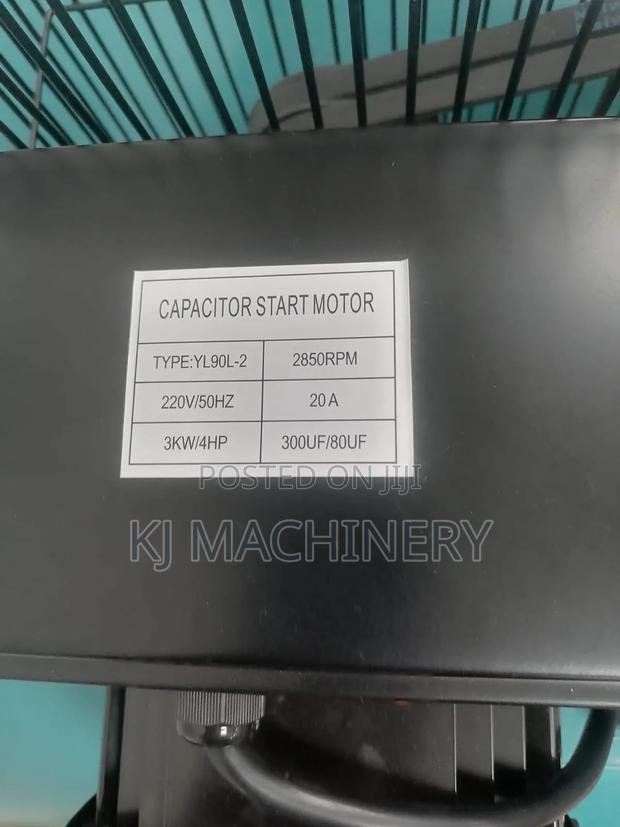 CAPACITOR START MOTOR
TYPE:YL90L-2 2850RPM
220V/50HZ 20 A
3KW/4HP 300UF/80UF
POSTED ON JIJI
KJ MACHINERY